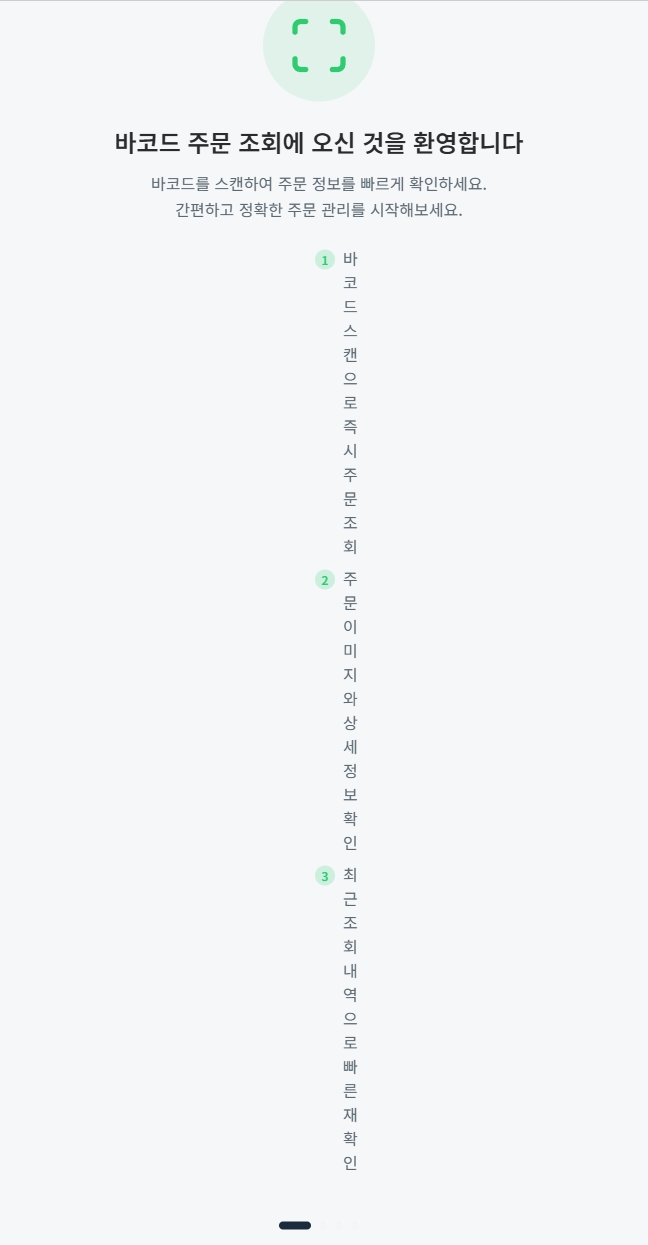 바코드 주문 조회에 오신 것을 환영합니다
바코드를 스캔하여 주문 정보를 빠르게 확인하세요.
간편하고 정확한 주문 관리를 시작해보세요.
1 바
코
드
스
캔
으
로
즉
시
주
문
조
회
2 주
문
이
미
지
와
상
세
정
보
확
인
3 최
근
조
회
내
역
으
로
빠
른
재
확
인